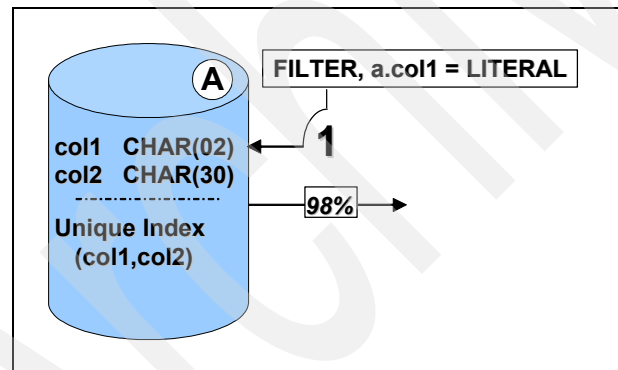 A
FILTER, a.col1 = LITERAL
1
col1 CHAR(02)
col2 CHAR(30)
98%
Unique Index
(col1,col2)